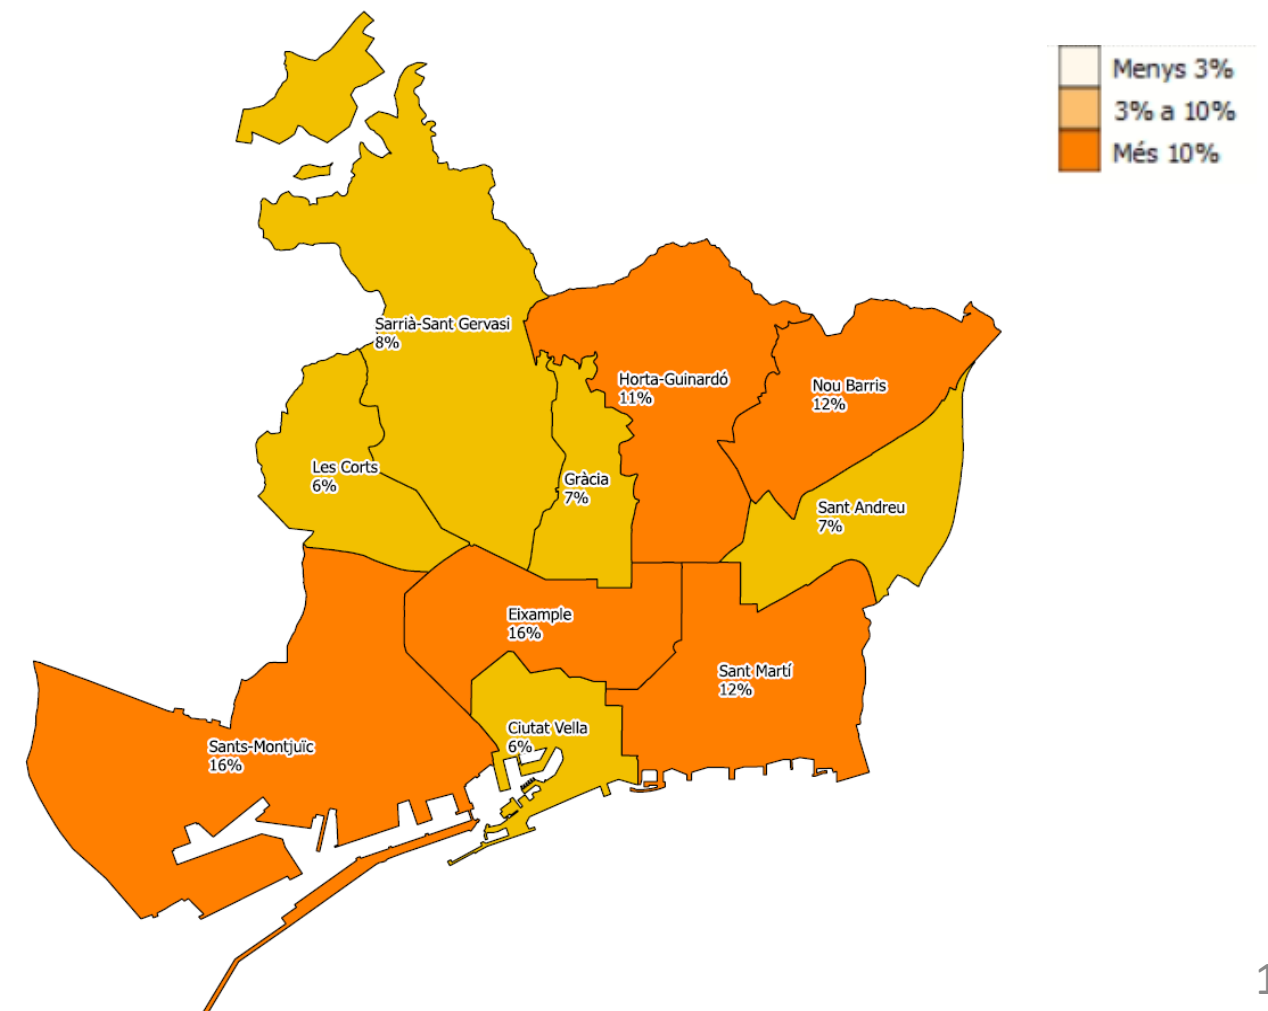 Menys 3%
3% a 10%
Més 10%
Sarrià-Sant Gervasi
8%
Horta-Guinardó
11%
Nou Barris
12%
Les Corts
6%
Gràcia
7%
Sant Andreu
7%
Eixample
16%
Sant Martí
12%
Ciutat Vella
6%
Sants-Montjuïc
16%
1